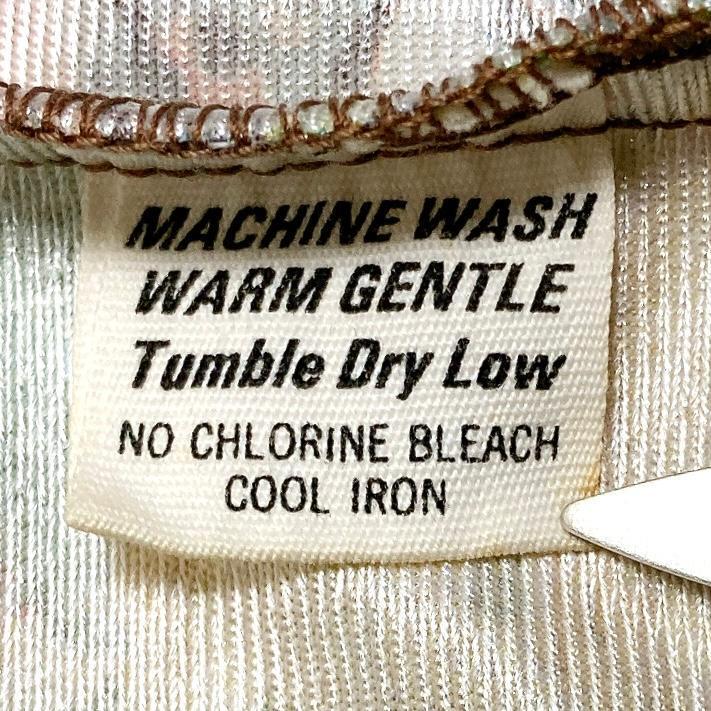 MACHINE WASH
WARM GENTLE
Tumble Dry Low
NO CHLORINE BLEACH
COOL IRON